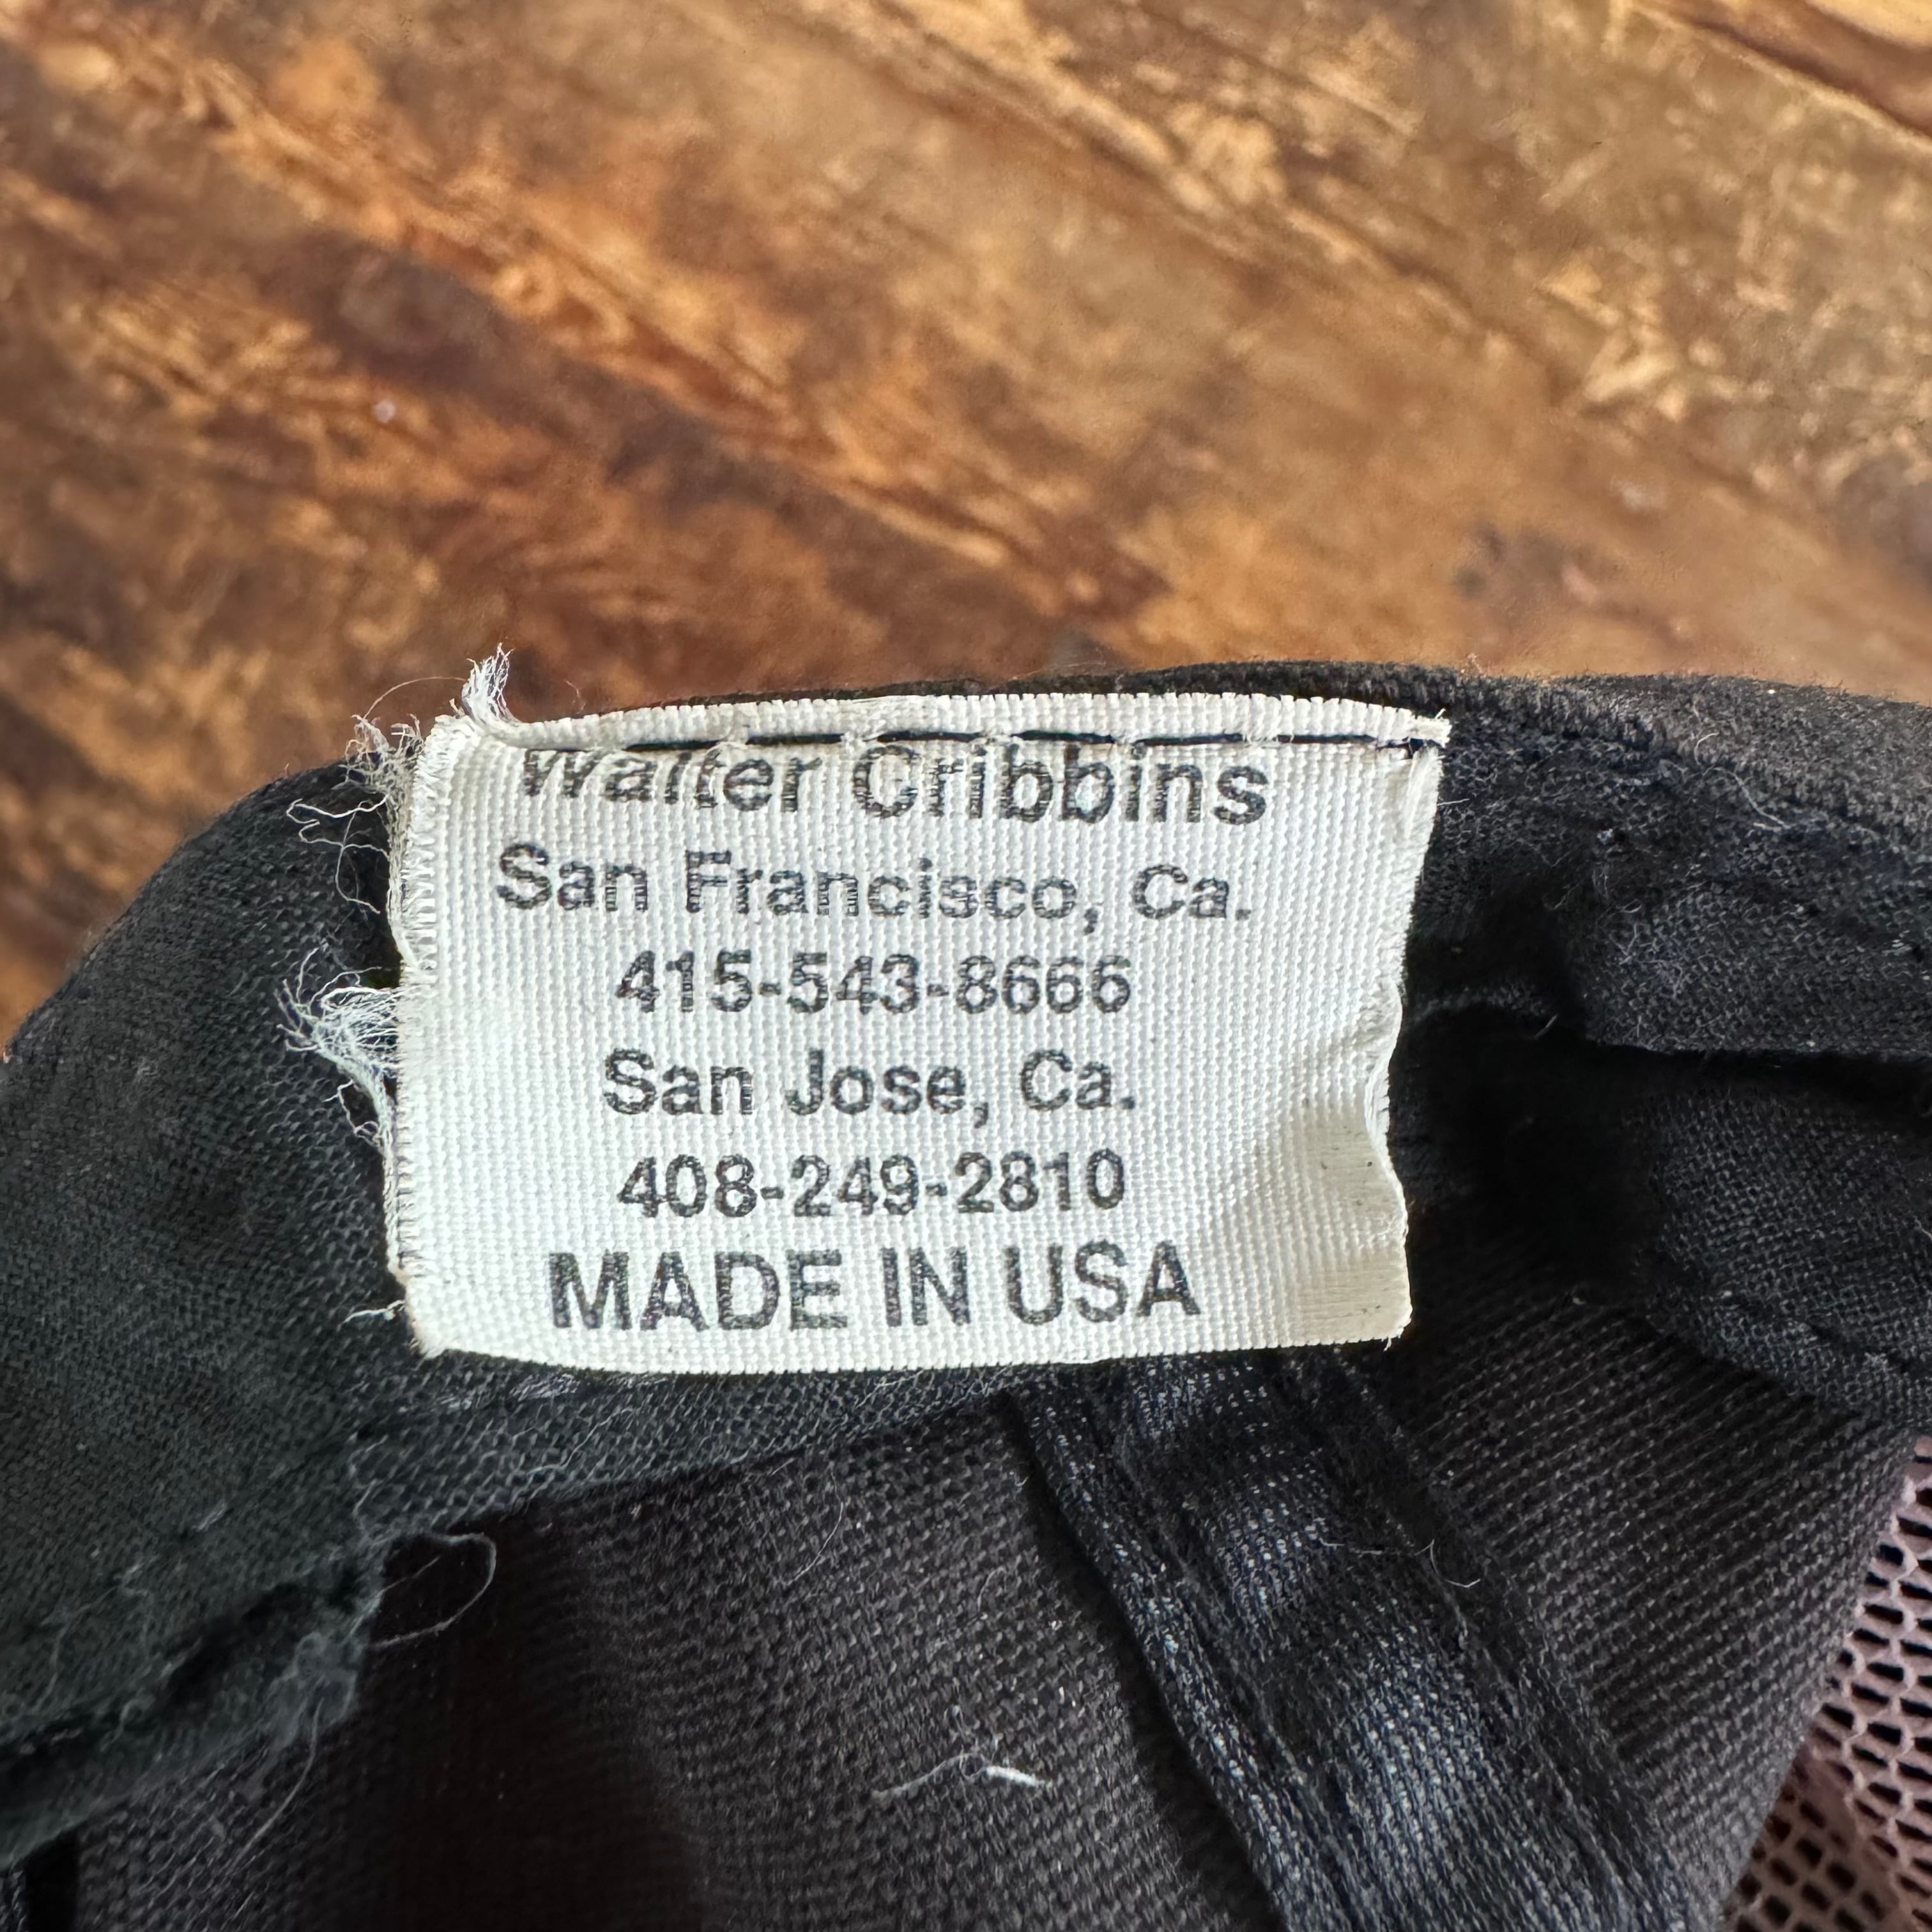 Walter Cribbins
San Francisco, Ca.
415-543-8666
San Jose, Ca.
408-249-2810
MADE IN USA